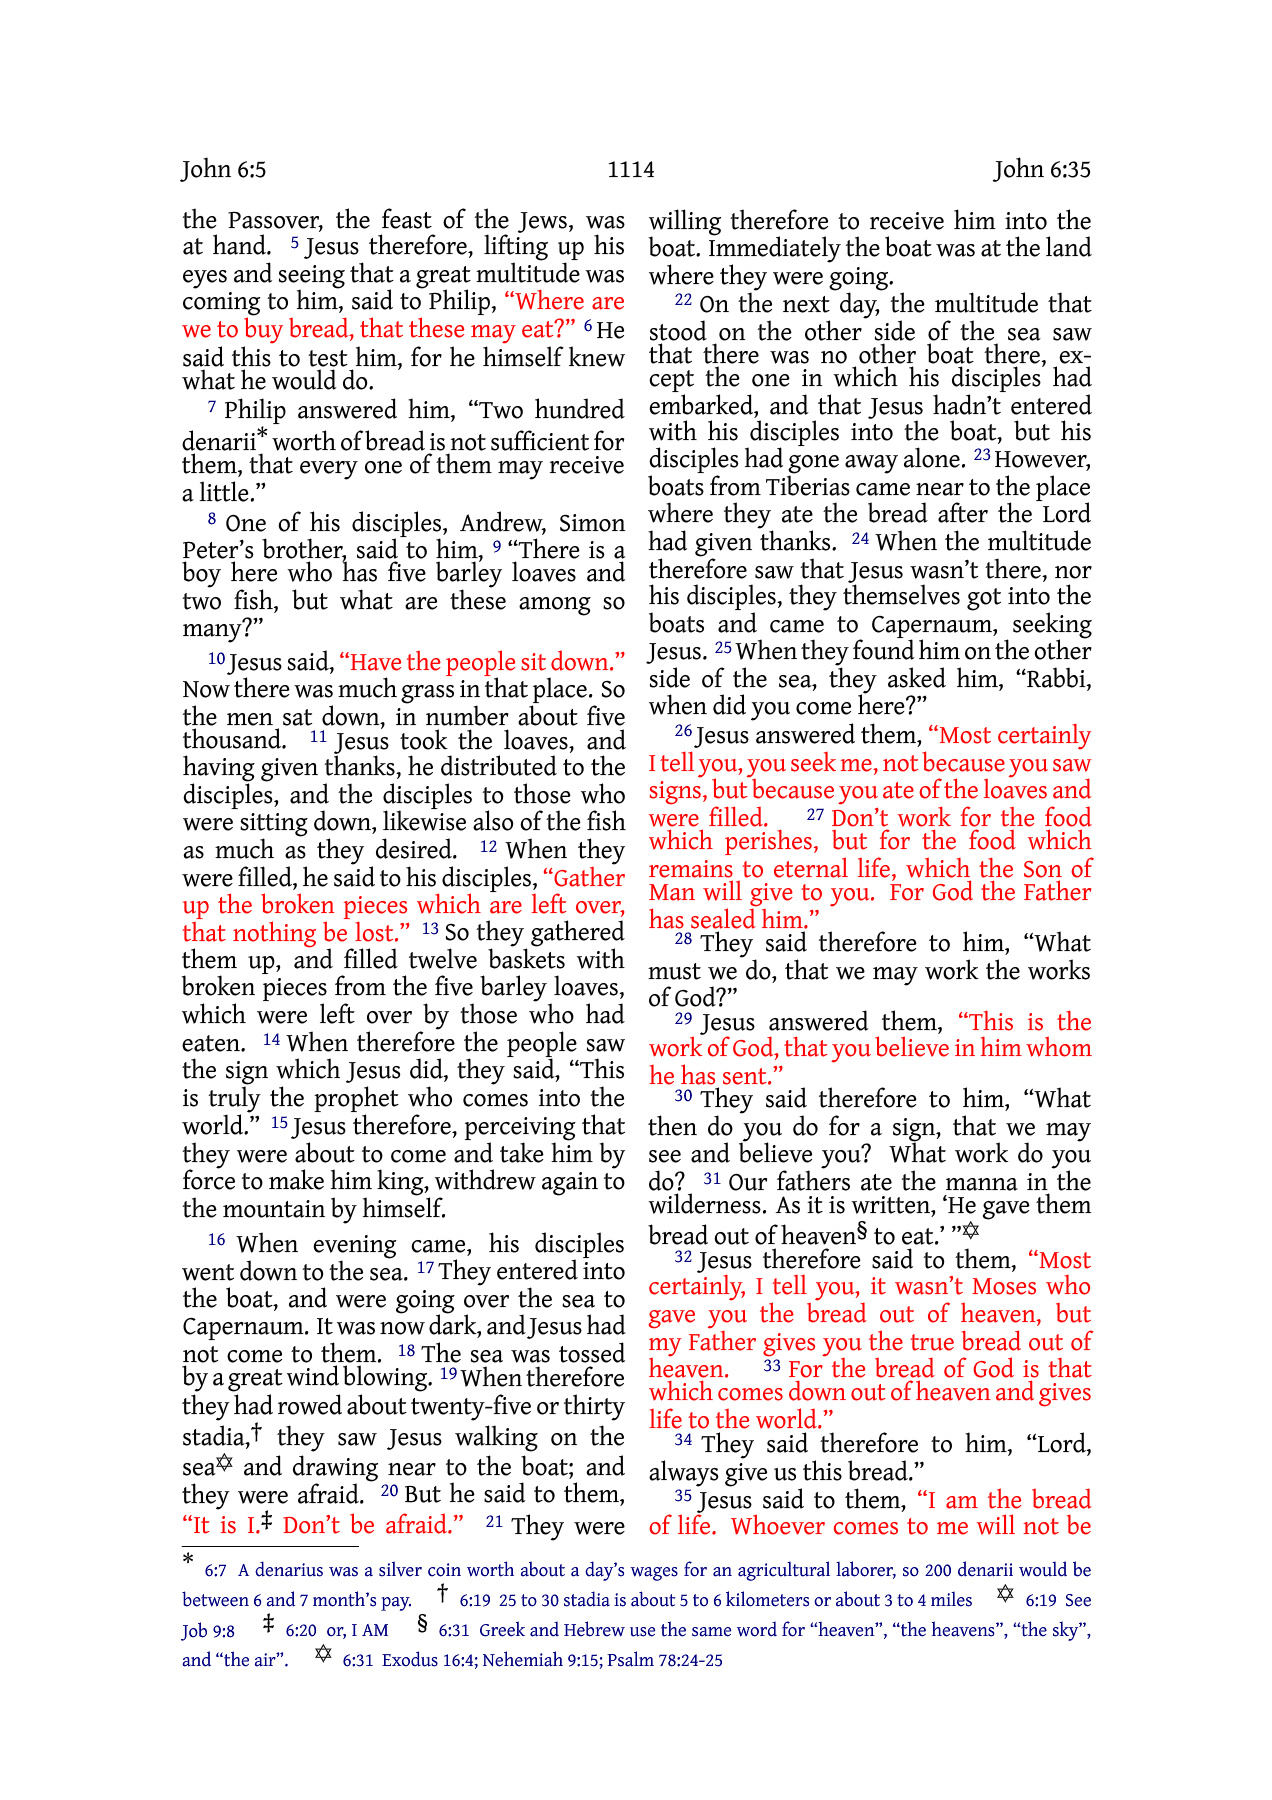 John 6:5 1114 John 6:35
the Passover, the feast of the Jews, was
at hand. 5 Jesus therefore, lifting up his
eyes and seeing that a great multitude was
coming to him, said to Philip, “Where are
we to buy bread, that these may eat?” 6 He
said this to test him, for he himself knew
what he would do.
7 Philip answered him, “Two hundred
denarii* worth of bread is not sufficient for
them, that every one of them may receive
a little.”
8 One of his disciples, Andrew, Simon
Peter’s brother, said to him, 9 “There is a
boy here who has five barley loaves and
two fish, but what are these among so
many?”
10 Jesus said, “Have the people sit down.”
Now there was much grass in that place. So
the men sat down, in number about five
thousand. 11 Jesus took the loaves, and
having given thanks, he distributed to the
disciples, and the disciples to those who
were sitting down, likewise also of the fish
as much as they desired. 12 When they
were filled, he said to his disciples, “Gather
up the broken pieces which are left over,
that nothing be lost.” 13 So they gathered
them up, and filled twelve baskets with
broken pieces from the five barley loaves,
which were left over by those who had
eaten. 14 When therefore the people saw
the sign which Jesus did, they said, “This
is truly the prophet who comes into the
world.” 15 Jesus therefore, perceiving that
they were about to come and take him by
force to make him king, withdrew again to
the mountain by himself.
16 When evening came, his disciples
went down to the sea. 17 They entered into
the boat, and were going over the sea to
Capernaum. It was now dark, and Jesus had
not come to them. 18 The sea was tossed
by a great wind blowing. 19 When therefore
they had rowed about twenty-five or thirty
stadia,† they saw Jesus walking on the
sea✡ and drawing near to the boat; and
they were afraid. 20 But he said to them,
“It is I.‡ Don’t be afraid.” 21 They were
willing therefore to receive him into the
boat. Immediately the boat was at the land
where they were going.
22 On the next day, the multitude that
stood on the other side of the sea saw
that there was no other boat there, ex-
cept the one in which his disciples had
embarked, and that Jesus hadn’t entered
with his disciples into the boat, but his
disciples had gone away alone. 23 However,
boats from Tiberias came near to the place
where they ate the bread after the Lord
had given thanks. 24 When the multitude
therefore saw that Jesus wasn’t there, nor
his disciples, they themselves got into the
boats and came to Capernaum, seeking
Jesus. 25 When they found him on the other
side of the sea, they asked him, “Rabbi,
when did you come here?”
26 Jesus answered them, “Most certainly
I tell you, you seek me, not because you saw
signs, but because you ate of the loaves and
were filled. 27 Don’t work for the food
which perishes, but for the food which
remains to eternal life, which the Son of
Man will give to you. For God the Father
has sealed him.”
28 They said therefore to him, “What
must we do, that we may work the works
of God?”
29 Jesus answered them, “This is the
work of God, that you believe in him whom
he has sent.”
30 They said therefore to him, “What
then do you do for a sign, that we may
see and believe you? What work do you
do? 31 Our fathers ate the manna in the
wilderness. As it is written, ‘He gave them
bread out of heaven§ to eat.’ ”✡
32 Jesus therefore said to them, “Most
certainly, I tell you, it wasn’t Moses who
gave you the bread out of heaven, but
my Father gives you the true bread out of
heaven. 33 For the bread of God is that
which comes down out of heaven and gives
life to the world.”
34 They said therefore to him, “Lord,
always give us this bread.”
35 Jesus said to them, “I am the bread
of life. Whoever comes to me will not be
* 6:7 A denarius was a silver coin worth about a day’s wages for an agricultural laborer, so 200 denarii would be
between 6 and 7 month’s pay. † 6:19 25 to 30 stadia is about 5 to 6 kilometers or about 3 to 4 miles ✡ 6:19 See
Job 9:8 ‡ 6:20 or, I AM § 6:31 Greek and Hebrew use the same word for “heaven”, “the heavens”, “the sky”,
and “the air”. ✡ 6:31 Exodus 16:4; Nehemiah 9:15; Psalm 78:24-25